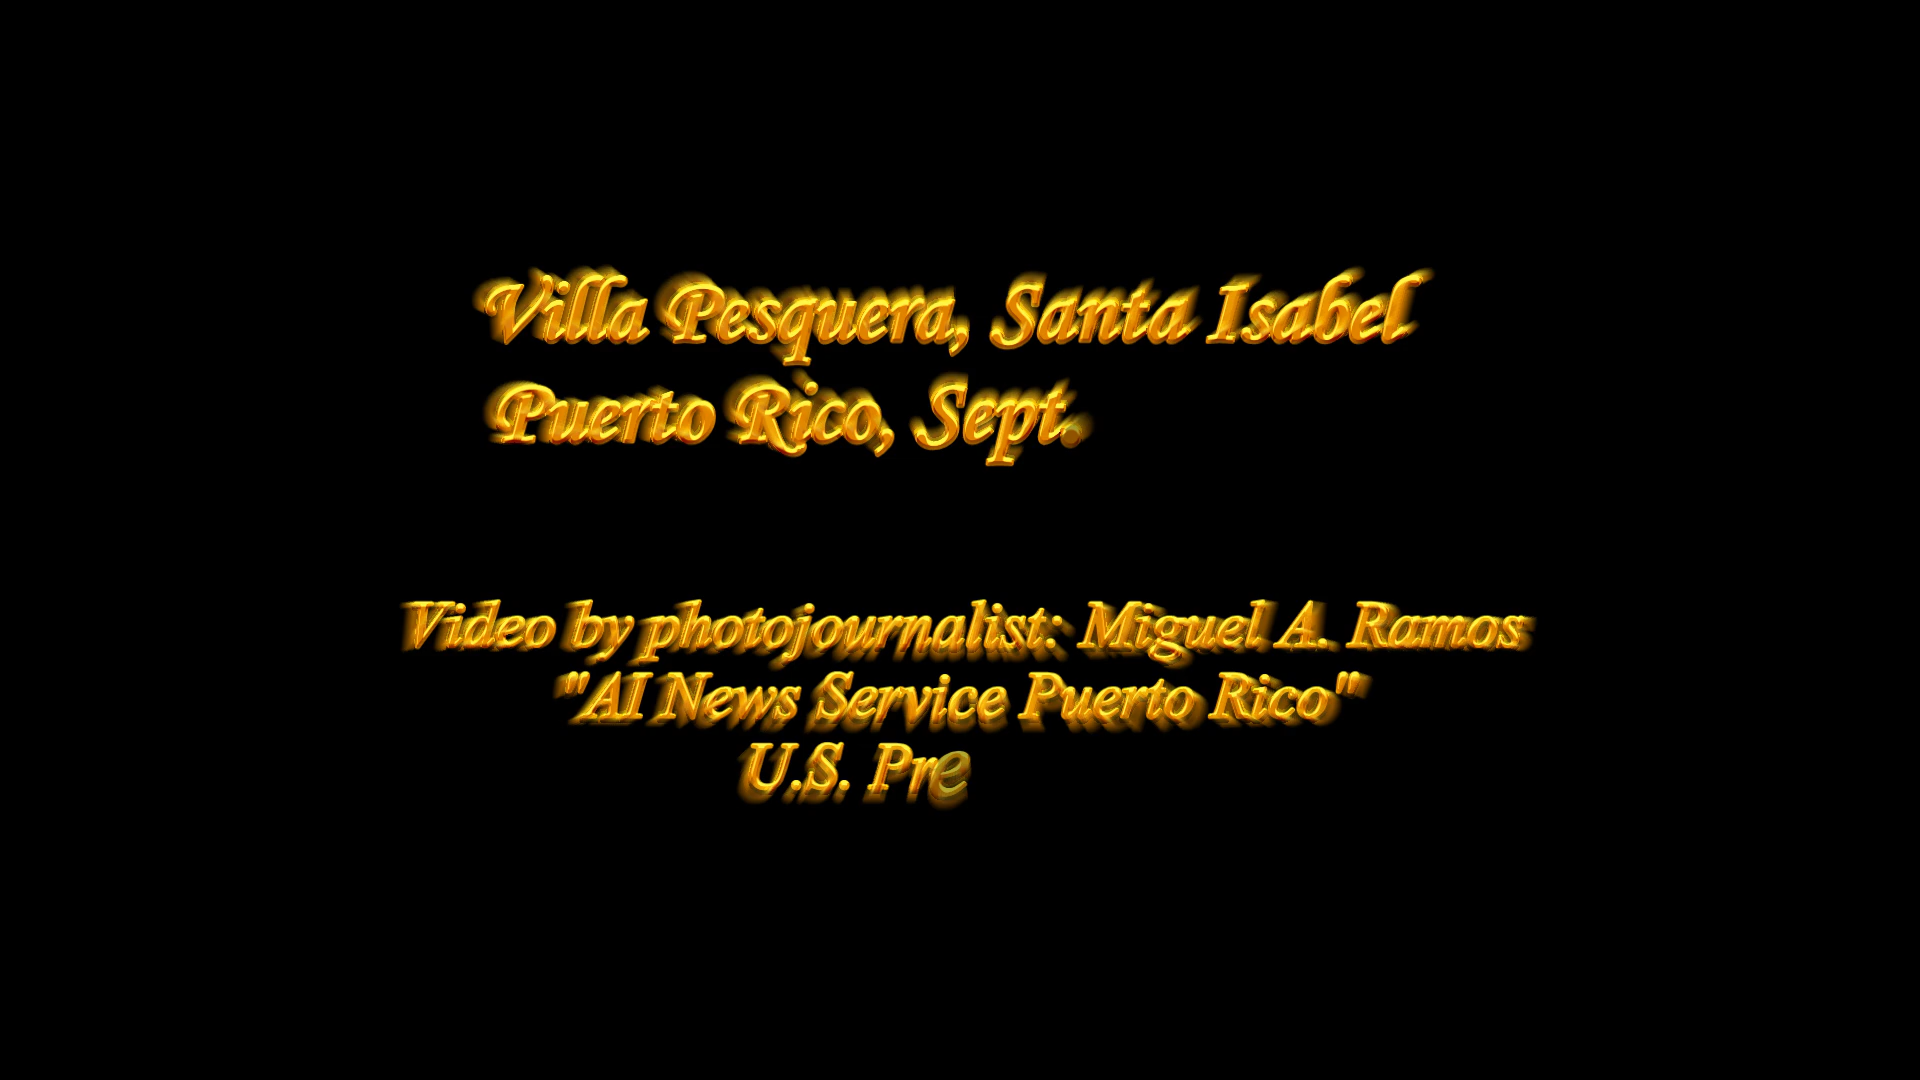 Villa Pesquera, Santa Isabel
Puerto Rico, Sept.
Video by photojournalist: Miguel A. Ramos
"AI News Service Puerto Rico"
U.S. Pre